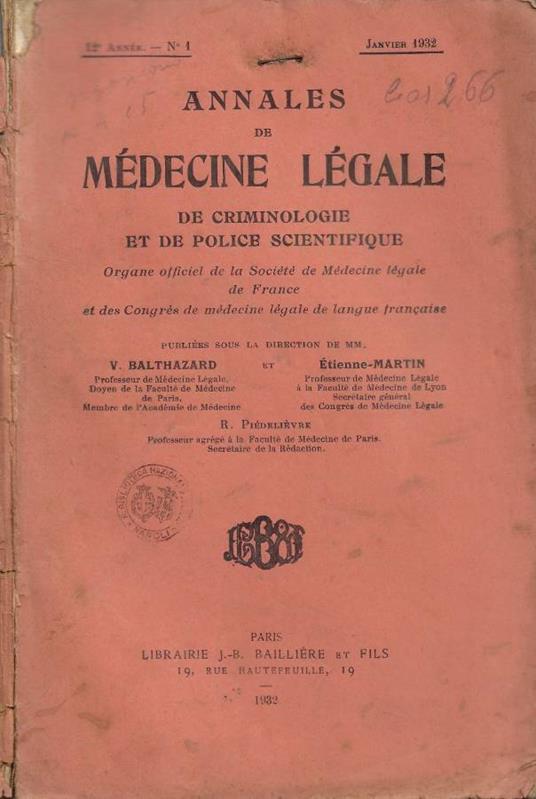 12e Année. — No 1
Janvier 1932
266
ANNALES
DE
MÉDECINE LÉGALE
DE CRIMINOLOGIE
ET DE POLICE SCIENTIFIQUE
Organe officiel de la Société de Médecine légale
de France
et des Congrès de médecine légale de langue française
PUBLIÉES SOUS LA DIRECTION DE MM.
V. BALTHAZARD
Professeur de Médecine Légale,
Doyen de la Faculté de Médecine
de Paris,
Membre de l'Académie de Médecine
ET
Étienne-MARTIN
Professeur de Médecine Légale
à la Faculté de Médecine de Lyon
Secrétaire général
des Congrès de Médecine Légale
R. Piédelièvre
Professeur agrégé à la Faculté de Médecine de Paris.
Secrétaire de la Rédaction.
BIBLIOTECA NAZIONAL
NAPOLI
PARIS
LIBRAIRIE J.-B. BAILLIÈRE ET FILS
19, RUE HAUTEFEUILLE, 19
1932